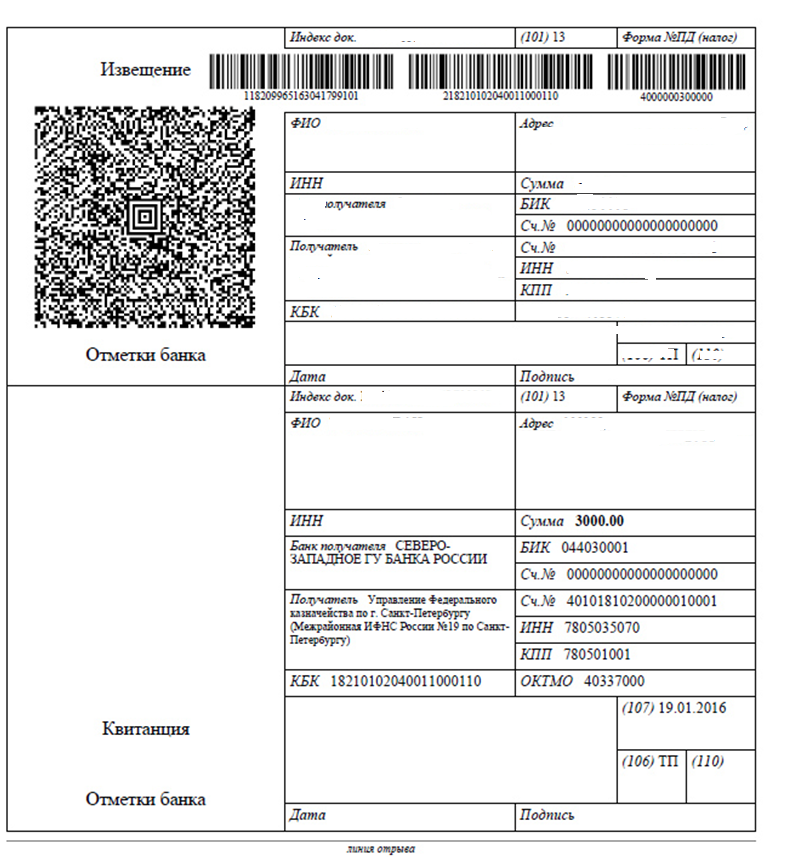 Индекс док.
(101) 13
Форма №ПД (налог)
Извещение
118209965163041799101
218210102040011000110
4000000300000
ФИО
Адрес
ИНН
Сумма
олучателя
БИК
Сч.№ 00000000000000000000
Получатель
Сч.№
ИНН
КПП
КБК
Отметки банка
Дата
Подпись
Индекс док.
(101) 13
Форма №ПД (налог)
ФИО
Адрес
ИНН
Сумма 3000.00
Банк получателя СЕВЕРО-
ЗАПАДНОЕ ГУ БАНКА РОССИИ
БИК 044030001
Сч.№ 00000000000000000000
Получатель Управление Федерального
казначейства по г. Санкт-Петербургу
(Межрайонная ИФНС России №19 по Санкт-
Петербургу)
Сч.№ 40101810200000010001
ИНН 7805035070
КПП 780501001
КБК 18210102040011000110
ОКТМО 40337000
(107) 19.01.2016
Квитанция
(106) ТП
(110)
Отметки банка
Дата
Подпись
линия отрыва